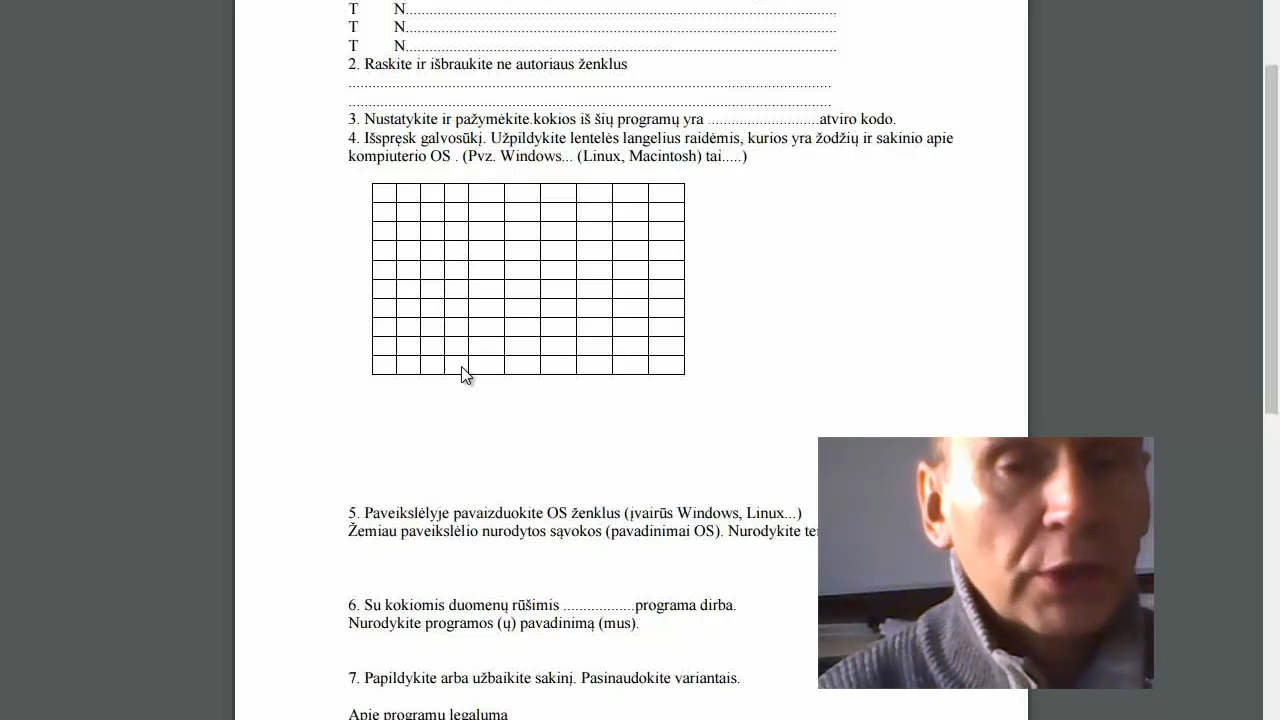 T N............................................................................................................
T N............................................................................................................
T N............................................................................................................
2. Raskite ir išbraukite ne autoriaus ženklus
.........................................................................................................................
.........................................................................................................................
3. Nustatykite ir pažymėkite kokios iš šių programų yra ............................atviro kodo.
4. Išspręsk galvosūkį. Užpildykite lentelės langelius raidėmis, kurios yra žodžių ir sakinio apie
kompiuterio OS . (Pvz. Windows... (Linux, Macintosh) tai.....)
5. Paveikslėlyje pavaizduokite OS ženklus (įvairūs Windows, Linux...)
Žemiau paveikslėlio nurodytos sąvokos (pavadinimai OS). Nurodykite
6. Su kokiomis duomenų rūšimis ..................programa dirba.
Nurodykite programos (ų) pavadinimą (mus).
7. Papildykite arba užbaikite sakinį. Pasinaudokite variantais.
Apie programų legalumą